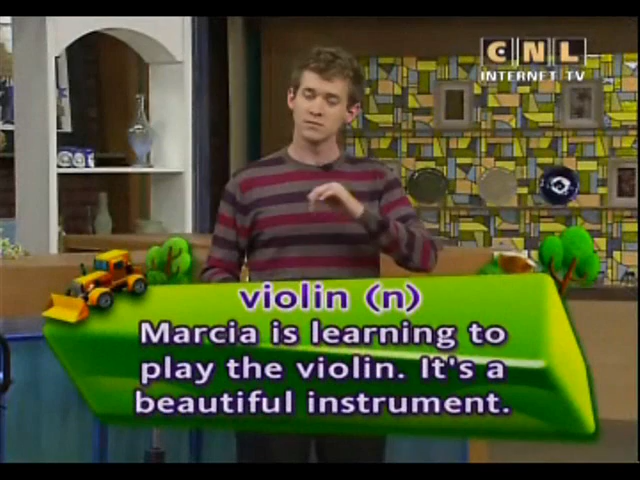 CNL
INTERNET TV
violin (n)
Marcia is learning to
play the violin. It's a
beautiful instrument.